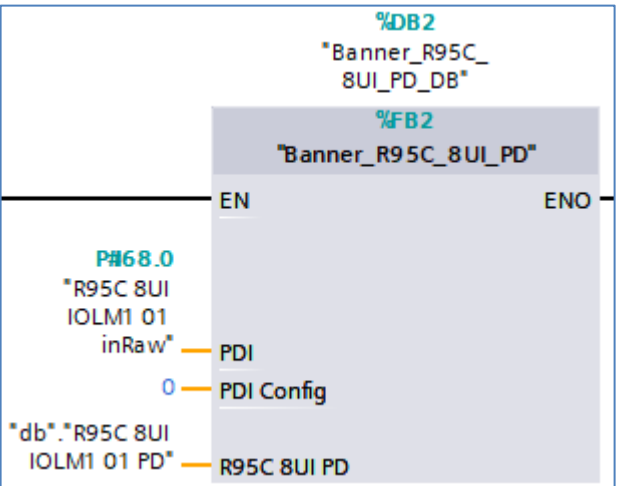 %DB2
"Banner_R95C_
8UI_PD_DB"
%FB2
"Banner_R95C_8UI_PD"
EN ENO
P#I68.0
"R95C 8UI
IOLM1 01
inRaw" PDI
0 PDI Config
"db"."R95C 8UI
IOLM1 01 PD" R95C 8UI PD